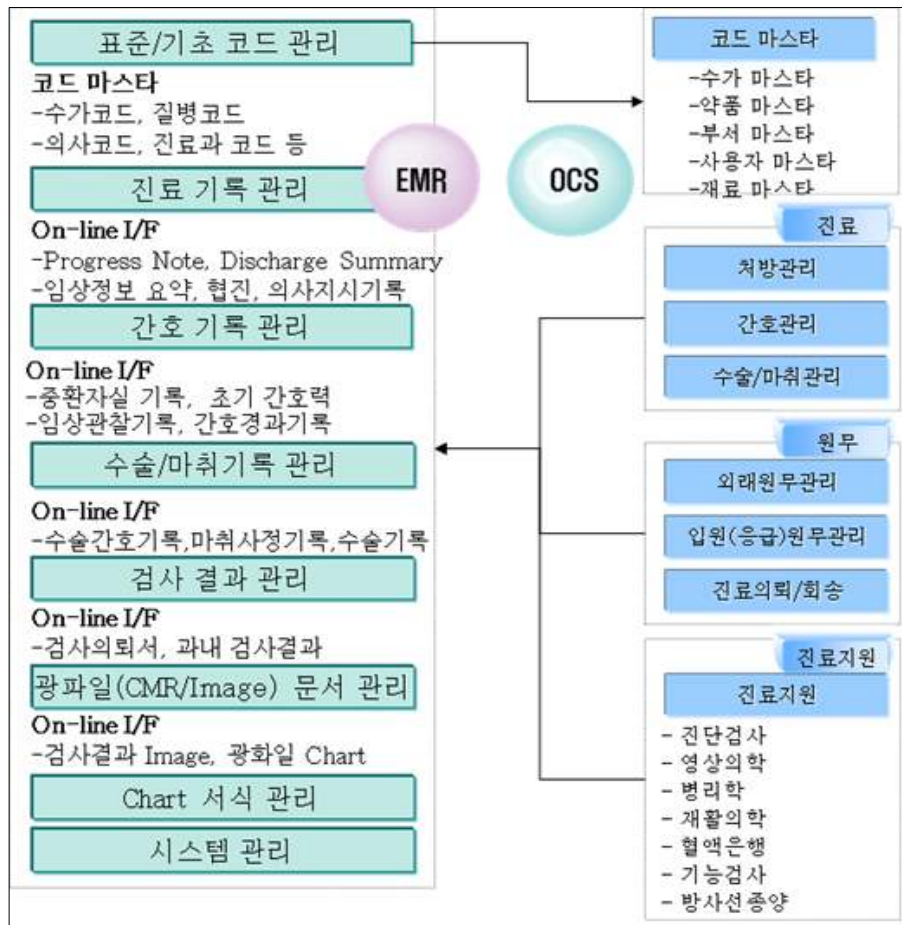 표준/기초 코드 관리
코드 마스타
-수가코드, 질병코드
-의사코드, 진료과 코드 등
진료 기록 관리
On-line I/F
-Progress Note, Discharge Summary
-임상정보 요약, 협진, 의사지시기록
간호 기록 관리
On-line I/F
-중환자실 기록, 초기 간호력
-임상관찰기록, 간호경과기록
수술/마취기록 관리
On-line I/F
-수술간호기록,마취사정기록,수술기록
검사 결과 관리
On-line I/F
-검사의뢰서, 과내 검사결과
광파일(CMR/Image) 문서 관리
On-line I/F
-검사결과 Image, 광화일 Chart
Chart 서식 관리
시스템 관리
EMR
OCS
코드 마스타
-수가 마스타
-약품 마스타
-부서 마스타
-사용자 마스타
-재료 마스타
진료
처방관리
간호관리
수술/마취관리
원무
외래원무관리
입원(응급)원무관리
진료의뢰/회송
진료지원
진료지원
- 진단검사
- 영상의학
- 병리학
- 재활의학
- 혈액은행
- 기능검사
- 방사선종양